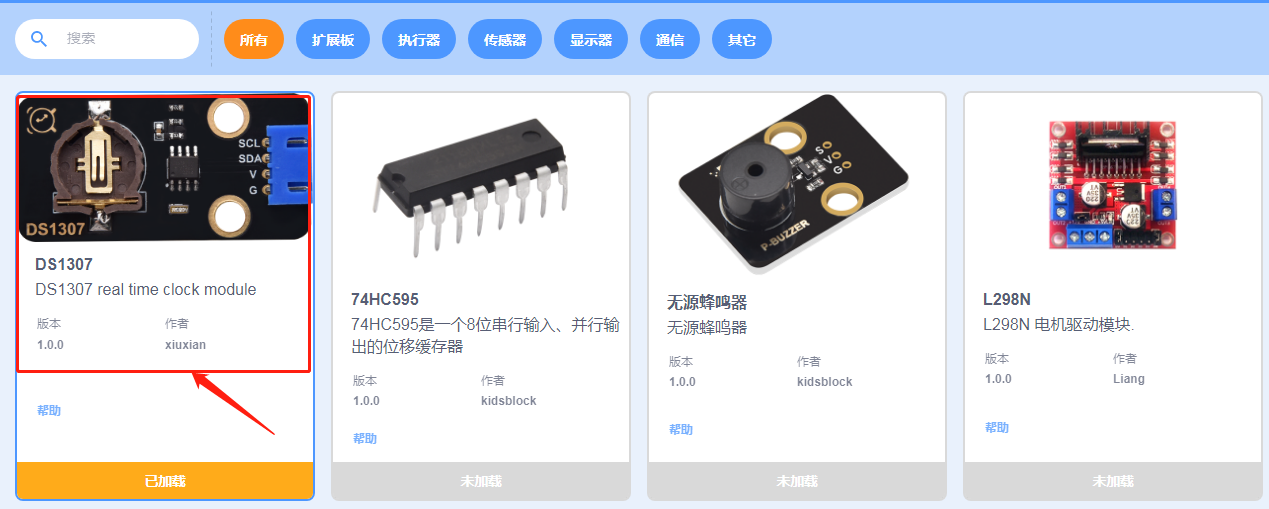 搜索
所有
扩展板
执行器
传感器
显示器
通信
其它
SCL
SDA
V
G
DS1307
DS1307
DS1307 real time clock module
版本
作者
1.0.0
xiuxian
帮助
已加载
74HC595
74HC595是一个8位串行输入、并行输
出的位移缓存器
版本
作者
1.0.0
kidsblock
帮助
未加载
S
V
G
P-BUZZER
无源蜂鸣器
无源蜂鸣器
版本
作者
1.0.0
kidsblock
帮助
未加载
L298N
L298N 电机驱动模块.
版本
作者
1.0.0
Liang
帮助
未加载